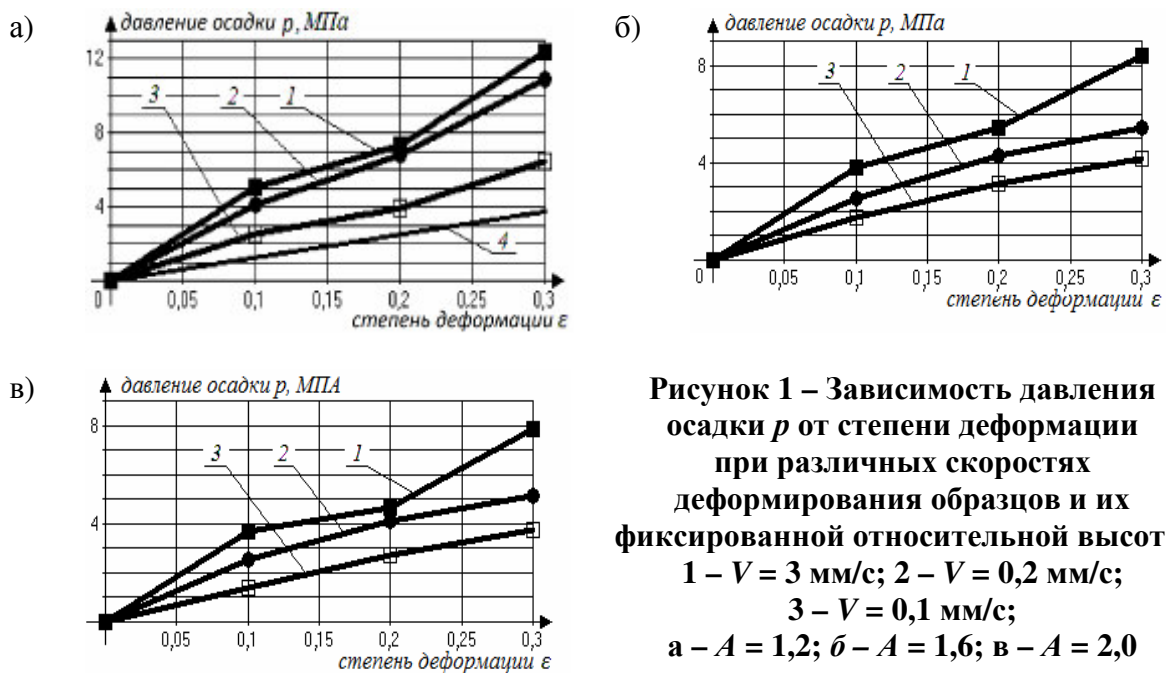 а)
давление осадки p, МПа
12
8
4
3
2
1
4
0
0,05
0,1
0,15
0,2
0,25
0,3
степень деформации ε
б)
давление осадки p, МПа
8
4
3
2
1
0
0,05
0,1
0,15
0,2
0,25
0,3
степень деформации ε
в)
давление осадки p, МПА
8
4
3
2
1
0
0,05
0,1
0,15
0,2
0,25
0,3
степень деформации ε
Рисунок 1 – Зависимость давления
осадки p от степени деформации
при различных скоростях
деформирования образцов и их
фиксированной относительной высот
1 – V = 3 мм/с; 2 – V = 0,2 мм/с;
3 – V = 0,1 мм/с;
а – А = 1,2; б – А = 1,6; в – А = 2,0